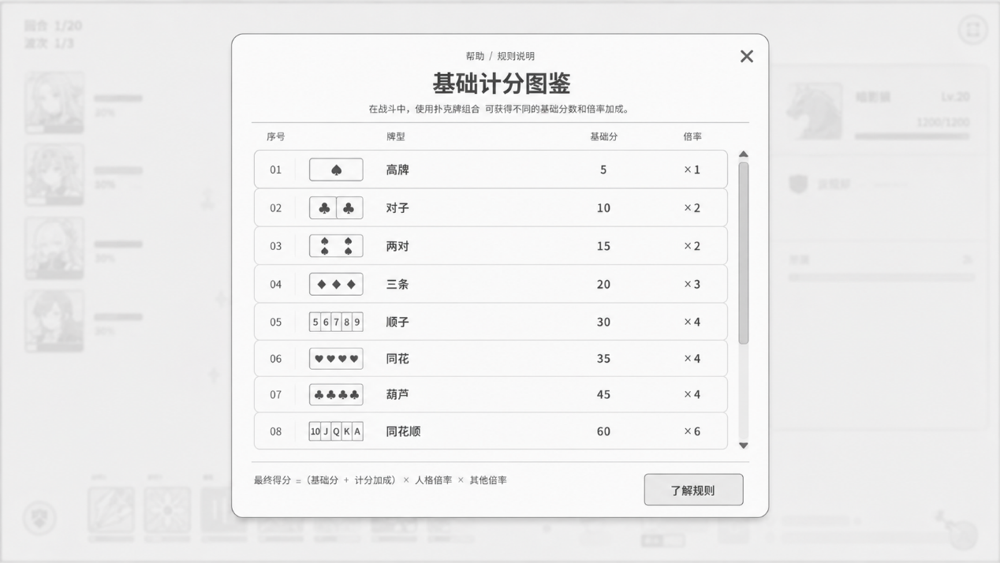 回合 1/20
波次 1/3
Lv.20
1200/1200
帮助 / 规则说明
基础计分图鉴
在战斗中，使用扑克牌组合 可获得不同的基础分数和倍率加成。
序号 牌型 基础分 倍率
01 高牌 5 ×1
02 对子 10 ×2
03 两对 15 ×2
04 三条 20 ×3
05 5 6 7 8 9 顺子 30 ×4
06 同花 35 ×4
07 葫芦 45 ×4
08 10 J Q K A 同花顺 60 ×6
最终得分 =（基础分 + 计分加成）× 人格倍率 × 其他倍率
了解规则